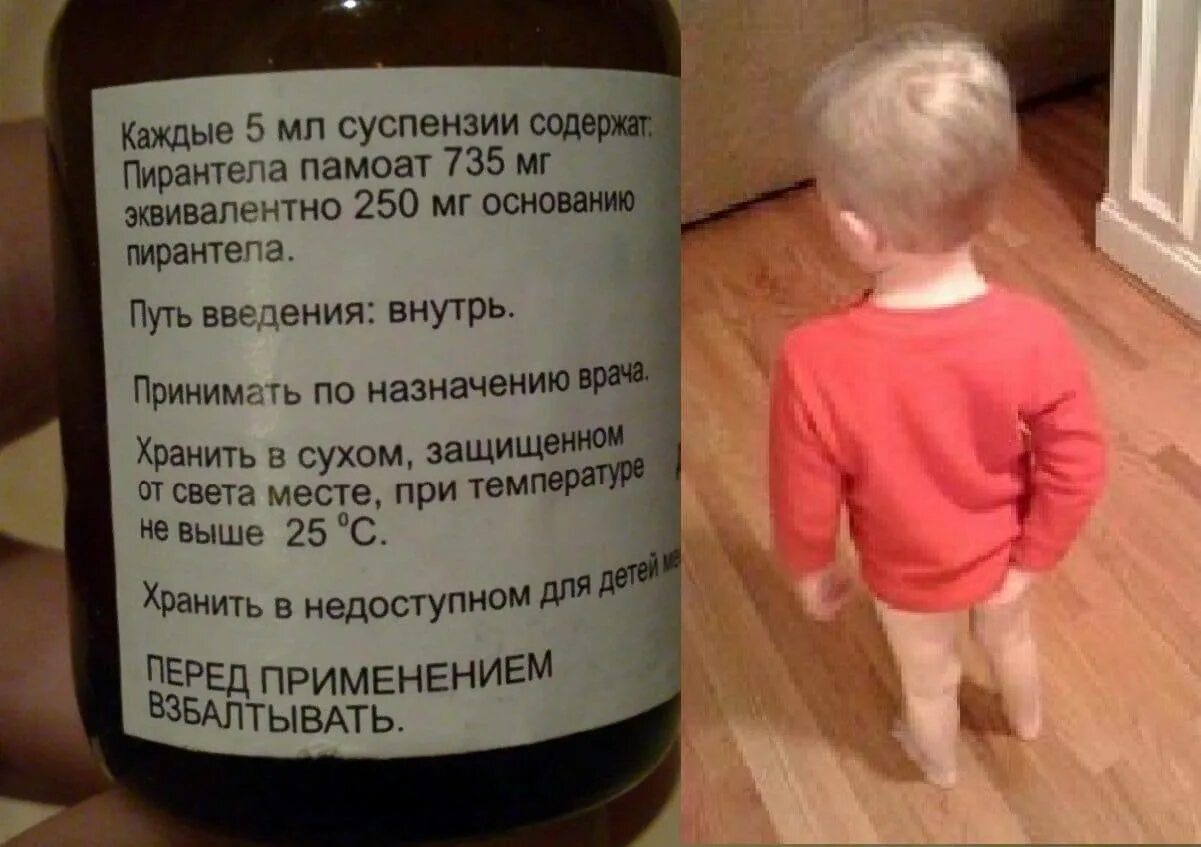 Каждые 5 мл суспензии содержат:
Пирантела памоат 735 мг
эквивалентно 250 мг основанию
пирантела.
Путь введения: внутрь.
Принимать по назначению врача.
Хранить в сухом, защищенном
от света месте, при температуре
не выше 25 °С.
Хранить в недоступном для детей
ПЕРЕД ПРИМЕНЕНИЕМ
ВЗБАЛТЫВАТЬ.